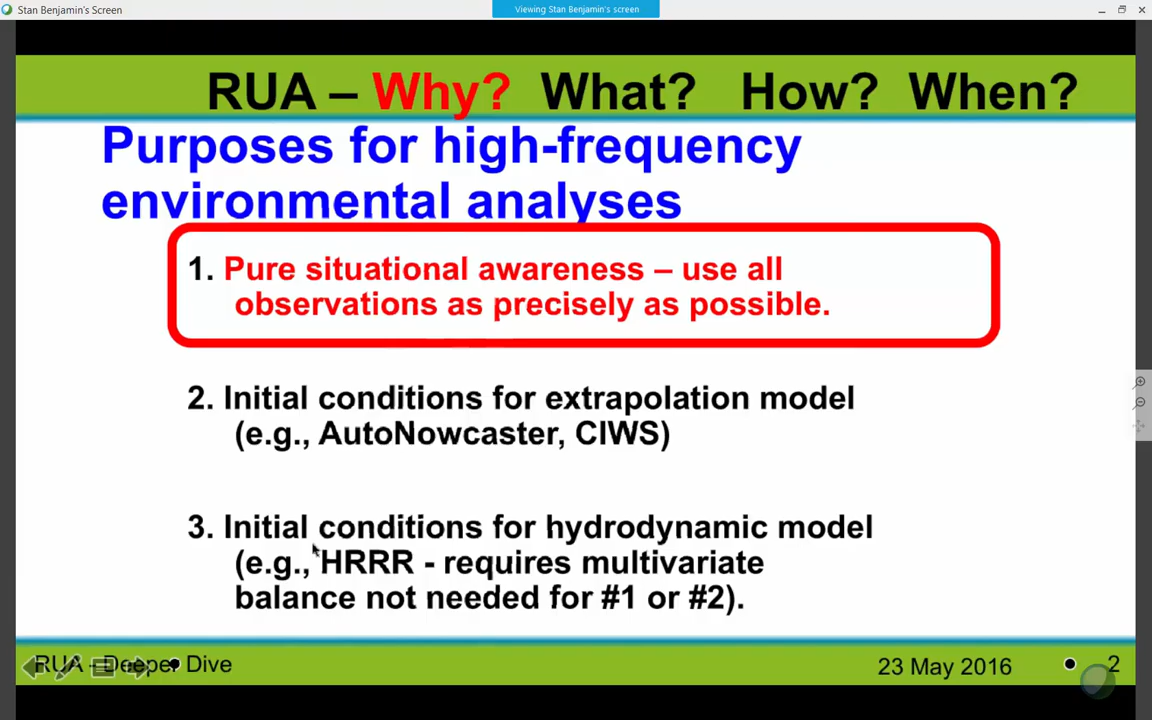 Stan Benjamin's Screen
Viewing Stan Benjamin's screen
RUA – Why? What? How? When?
Purposes for high-frequency
environmental analyses
1. Pure situational awareness – use all
observations as precisely as possible.
2. Initial conditions for extrapolation model
(e.g., AutoNowcaster, CIWS)
3. Initial conditions for hydrodynamic model
(e.g., HRRR - requires multivariate
balance not needed for #1 or #2).
RUA - Deeper Dive
23 May 2016
2